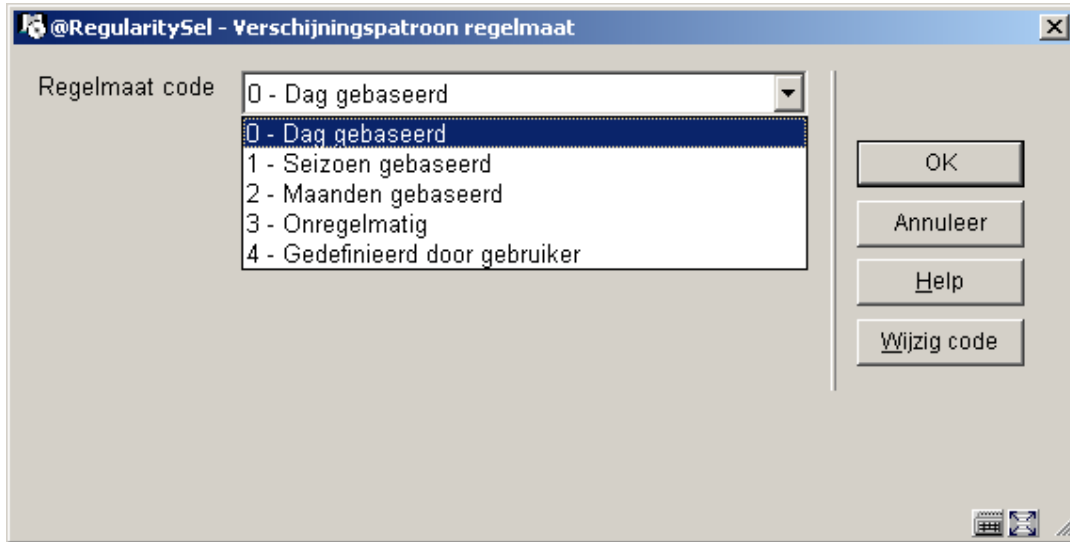 @RegularitySel - Verschijningspatroon regelmaat
Regelmaat code
0 - Dag gebaseerd
0 - Dag gebaseerd
1 - Seizoen gebaseerd
2 - Maanden gebaseerd
3 - Onregelmatig
4 - Gedefinieerd door gebruiker
OK
Annuleer
Help
Wijzig code